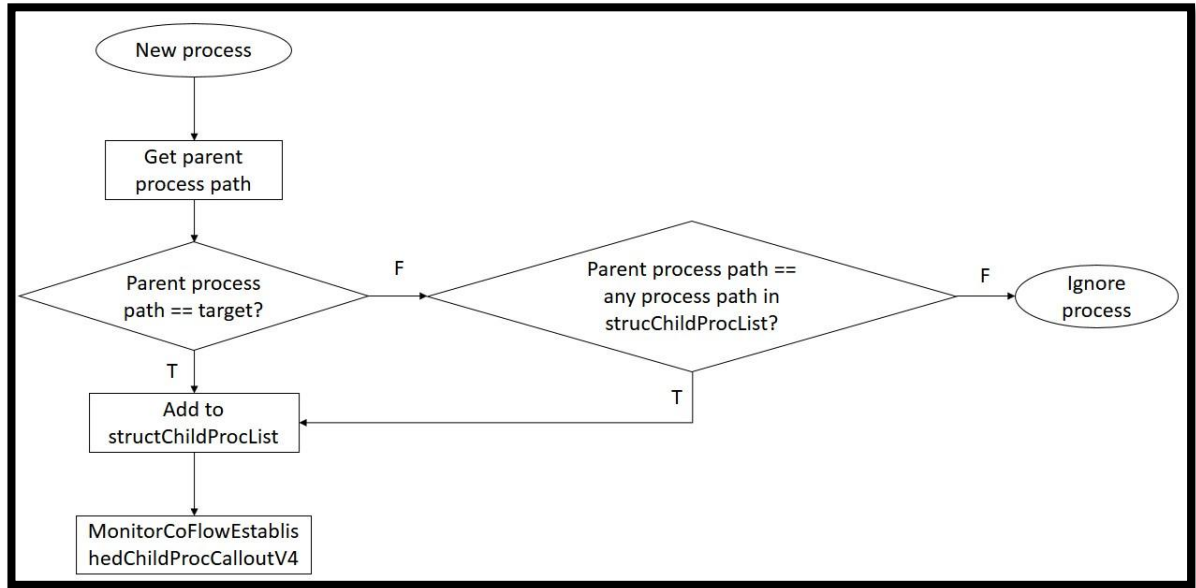 New process
Get parent
process path
Parent process
path == target?
F
Parent process path ==
any process path in
strucChildProcList?
F
Ignore
process
T
T
Add to
structChildProcList
MonitorCoFlowEstablis
hedChildProcCalloutV4